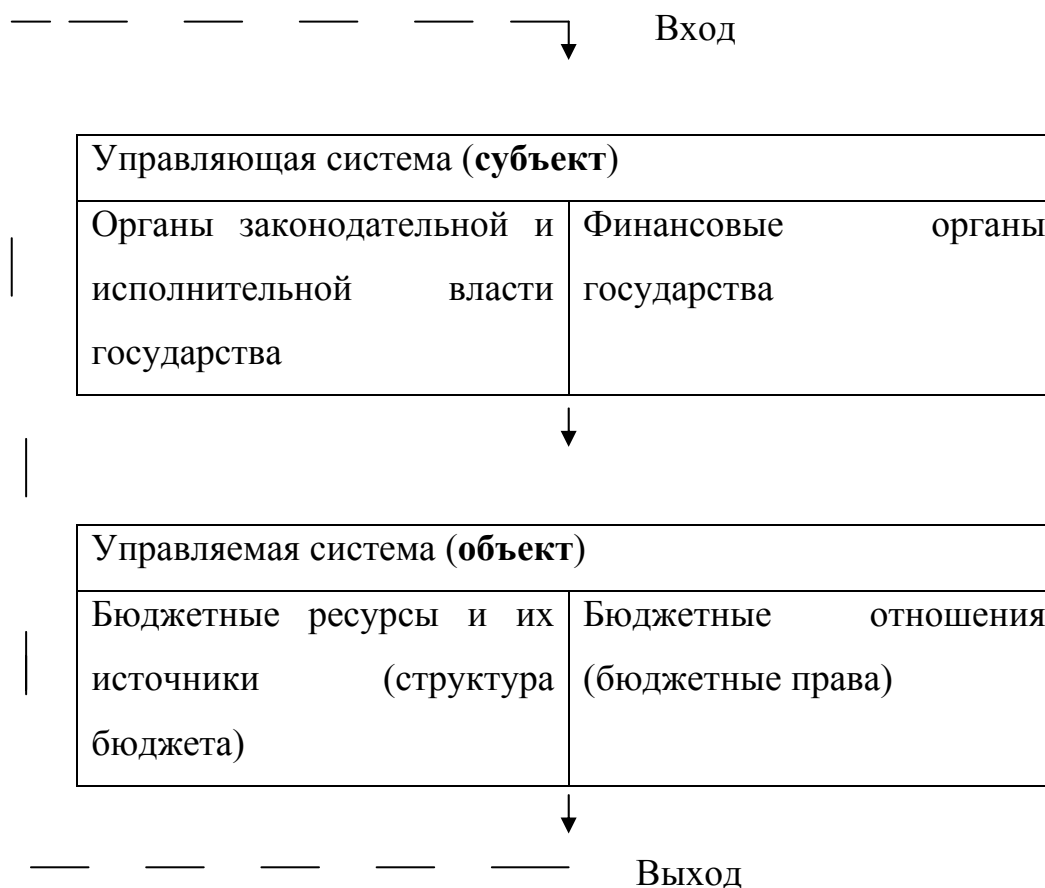 Вход
Управляющая система (субъект)
Органы законодательной и
исполнительной власти
государства
Финансовые органы
государства
Управляемая система (объект)
Бюджетные ресурсы и их
источники (структура
бюджета)
Бюджетные отношения
(бюджетные права)
Выход